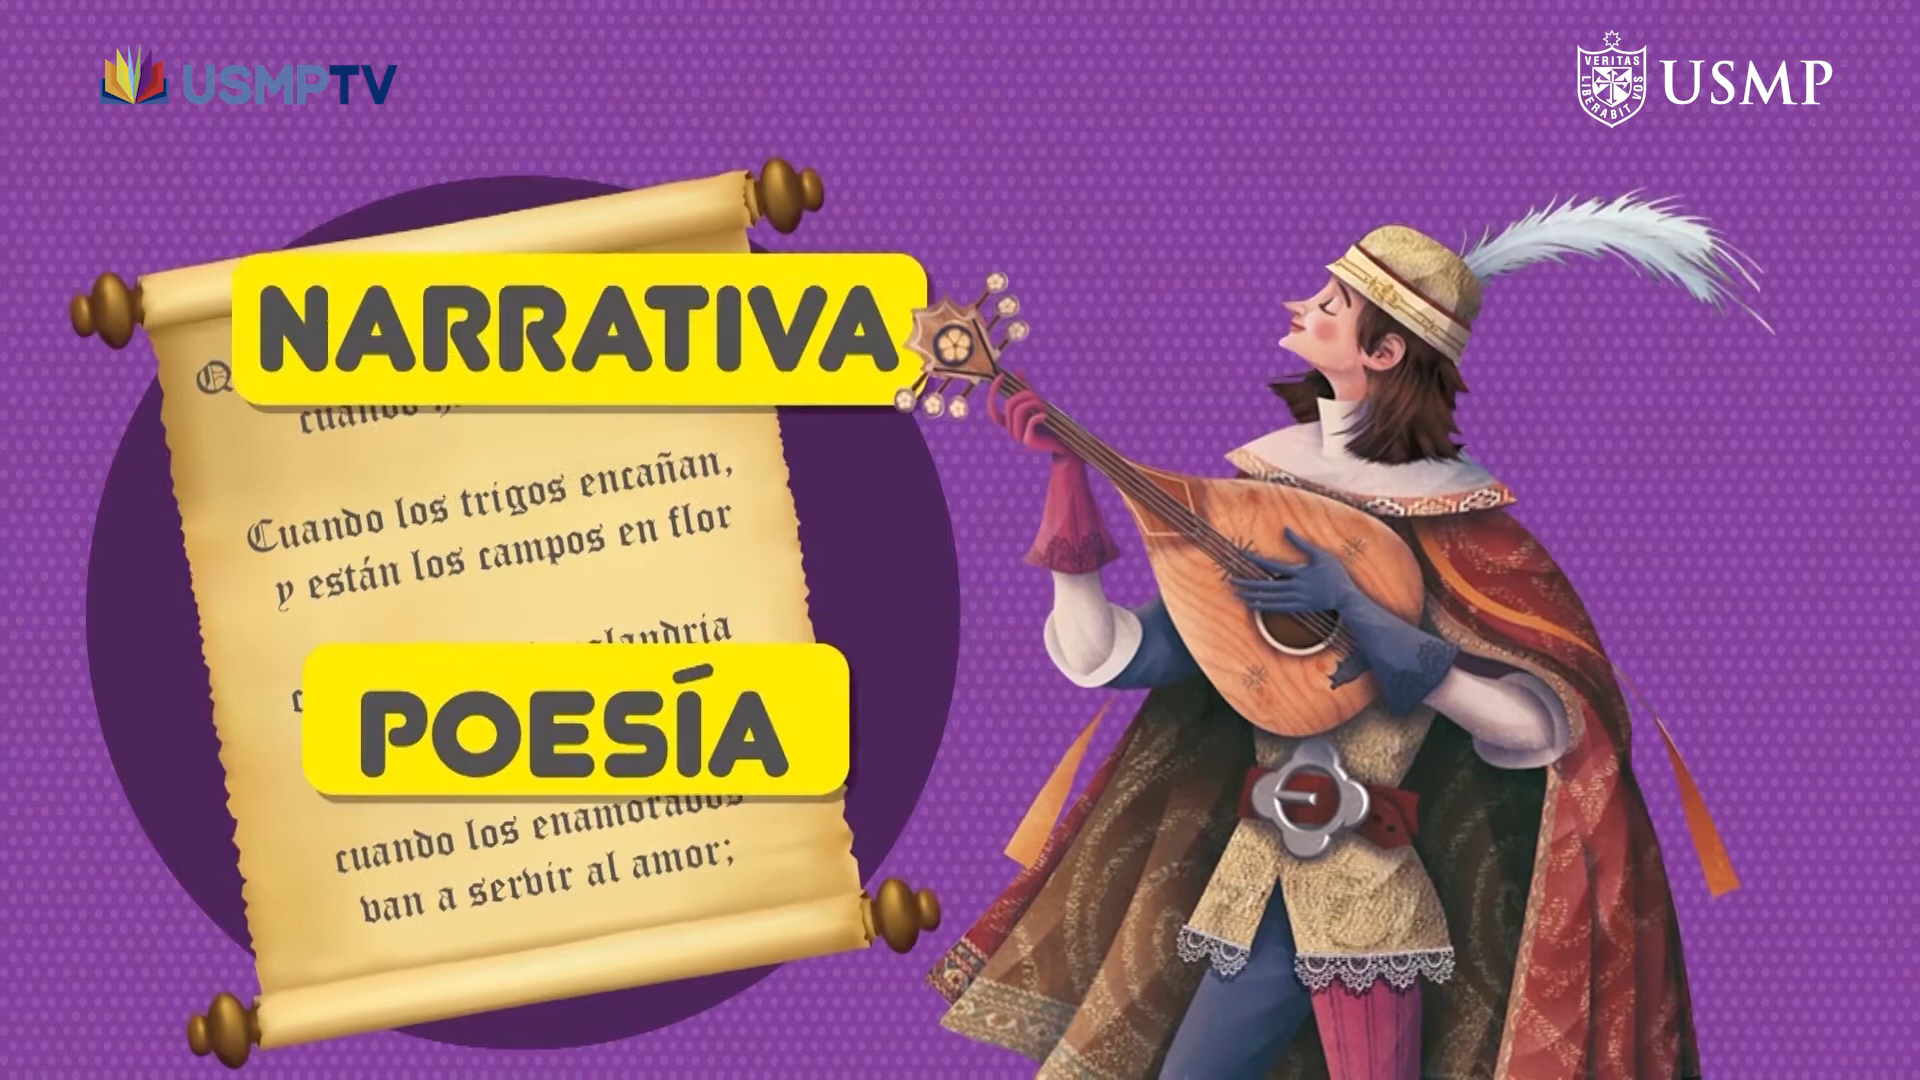 USMPTV
VERITAS
LIBERABIT VOS
USMP
NARRATIVA
cuando
Cuando los trigos encañan,
y están los campos en flor
POESÍA
cuando los enamorados
van a servir al amor;